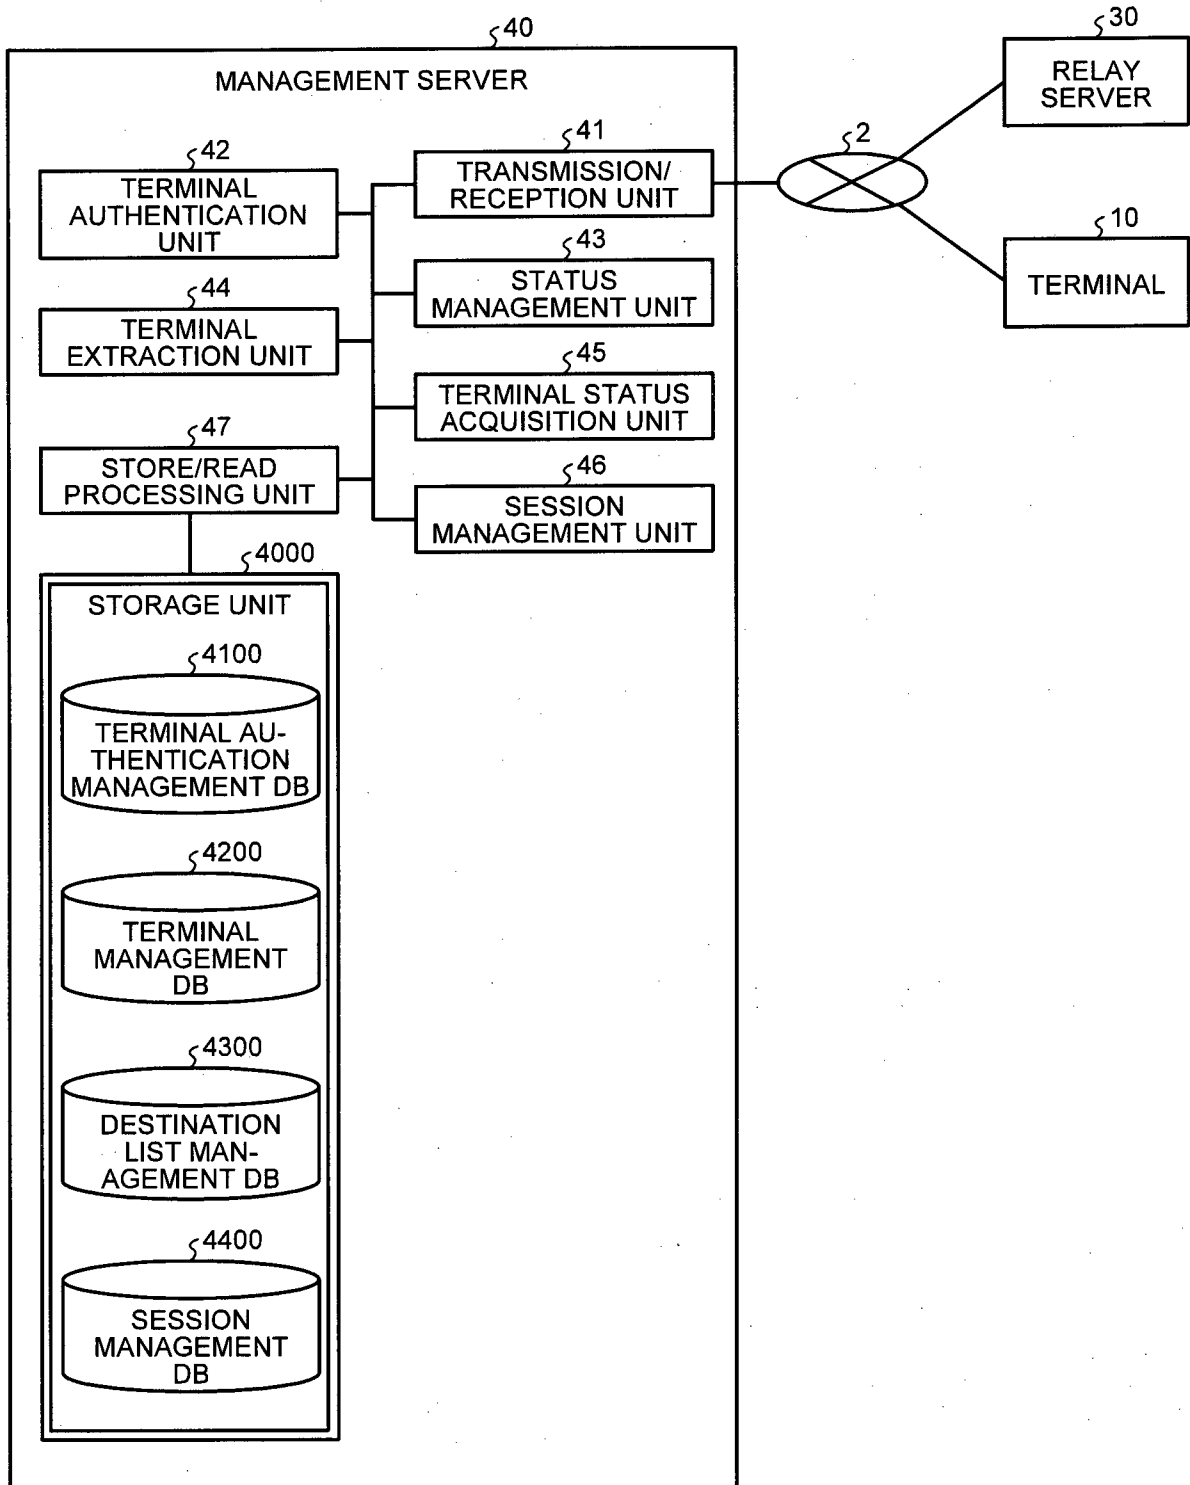 40
MANAGEMENT SERVER
30
RELAY
SERVER
2
10
TERMINAL
42
TERMINAL
AUTHENTICATION
UNIT
41
TRANSMISSION/
RECEPTION UNIT
43
STATUS
MANAGEMENT UNIT
44
TERMINAL
EXTRACTION UNIT
45
TERMINAL STATUS
ACQUISITION UNIT
47
STORE/READ
PROCESSING UNIT
46
SESSION
MANAGEMENT UNIT
4000
STORAGE UNIT
4100
TERMINAL AU-
THENTICATION
MANAGEMENT DB
4200
TERMINAL
MANAGEMENT
DB
4300
DESTINATION
LIST MAN-
AGEMENT DB
4400
SESSION
MANAGEMENT
DB